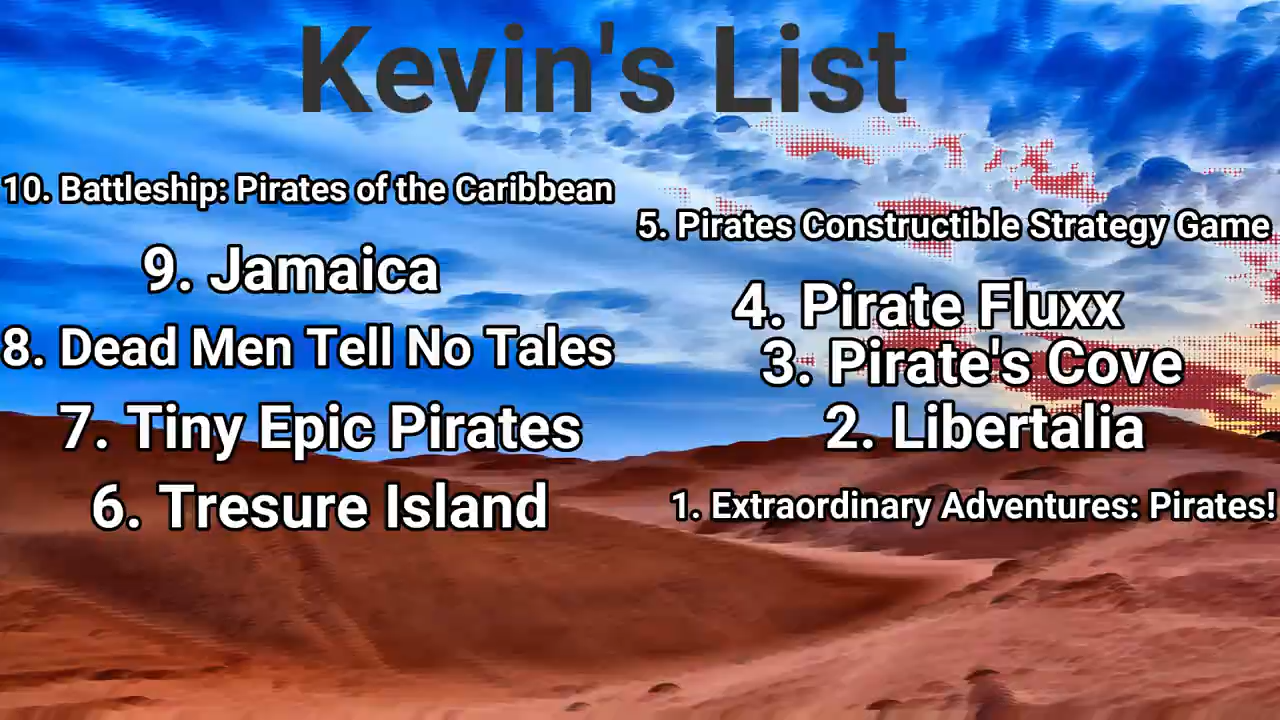 Kevin's List
10. Battleship: Pirates of the Caribbean
9. Jamaica
8. Dead Men Tell No Tales
7. Tiny Epic Pirates
6. Tresure Island
5. Pirates Constructible Strategy Game
4. Pirate Fluxx
3. Pirate's Cove
2. Libertalia
1. Extraordinary Adventures: Pirates!